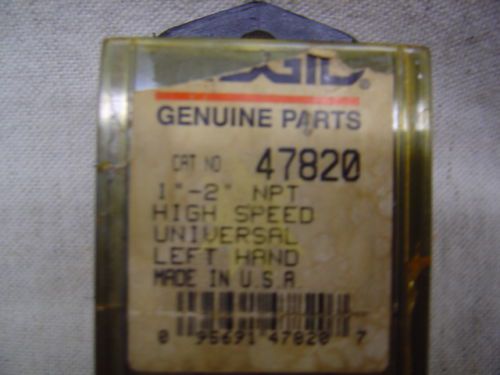 RIDGID®
GENUINE PARTS
CAT NO 47820
1"-2" NPT
HIGH SPEED
UNIVERSAL
LEFT HAND
MADE IN U.S.A.
0 95691 47820 7